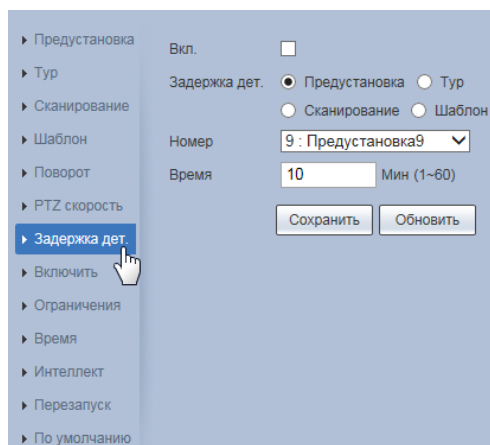 Предустановка
Тур
Сканирование
Шаблон
Поворот
PTZ скорость
Задержка дет.
Включить
Ограничения
Время
Интеллект
Перезапуск
По умолчанию
Вкл.
Задержка дет. Предустановка Тур
Сканирование Шаблон
Номер 9 : Предустановка9
Время 10 Мин (1~60)
Сохранить Обновить